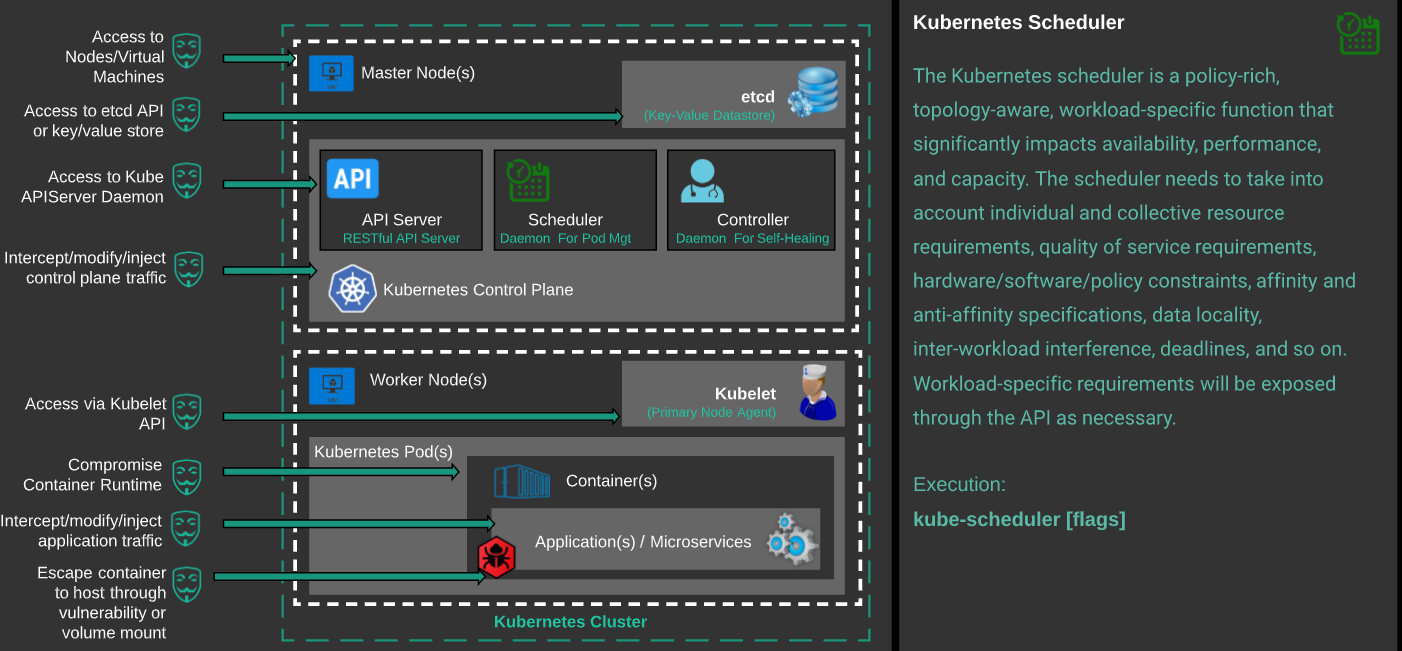 Access to
Nodes/Virtual
Machines
Access to etcd API
or key/value store
Access to Kube
APIServer Daemon
Intercept/modify/inject
control plane traffic
Access via Kubelet
API
Compromise
Container Runtime
Intercept/modify/inject
application traffic
Escape container
to host through
vulnerability or
volume mount
Master Node(s)
etcd
(Key-Value Datastore)
API
API Server
RESTful API Server
Scheduler
Daemon For Pod Mgt
Controller
Daemon For Self-Healing
Kubernetes Control Plane
Worker Node(s)
Kubelet
(Primary Node Agent)
Kubernetes Pod(s)
Container(s)
Application(s) / Microservices
Kubernetes Cluster
Kubernetes Scheduler
The Kubernetes scheduler is a policy-rich,
topology-aware, workload-specific function that
significantly impacts availability, performance,
and capacity. The scheduler needs to take into
account individual and collective resource
requirements, quality of service requirements,
hardware/software/policy constraints, affinity and
anti-affinity specifications, data locality,
inter-workload interference, deadlines, and so on.
Workload-specific requirements will be exposed
through the API as necessary.
Execution:
kube-scheduler [flags]